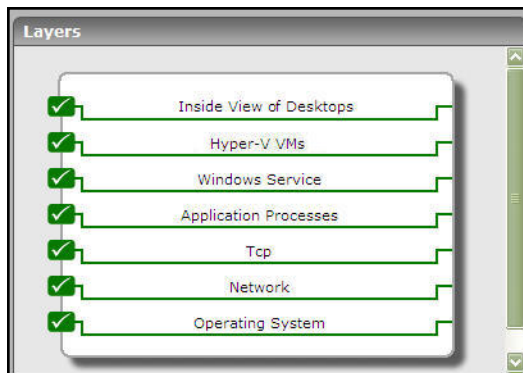 Layers
Inside View of Desktops
Hyper-V VMs
Windows Service
Application Processes
Tcp
Network
Operating System